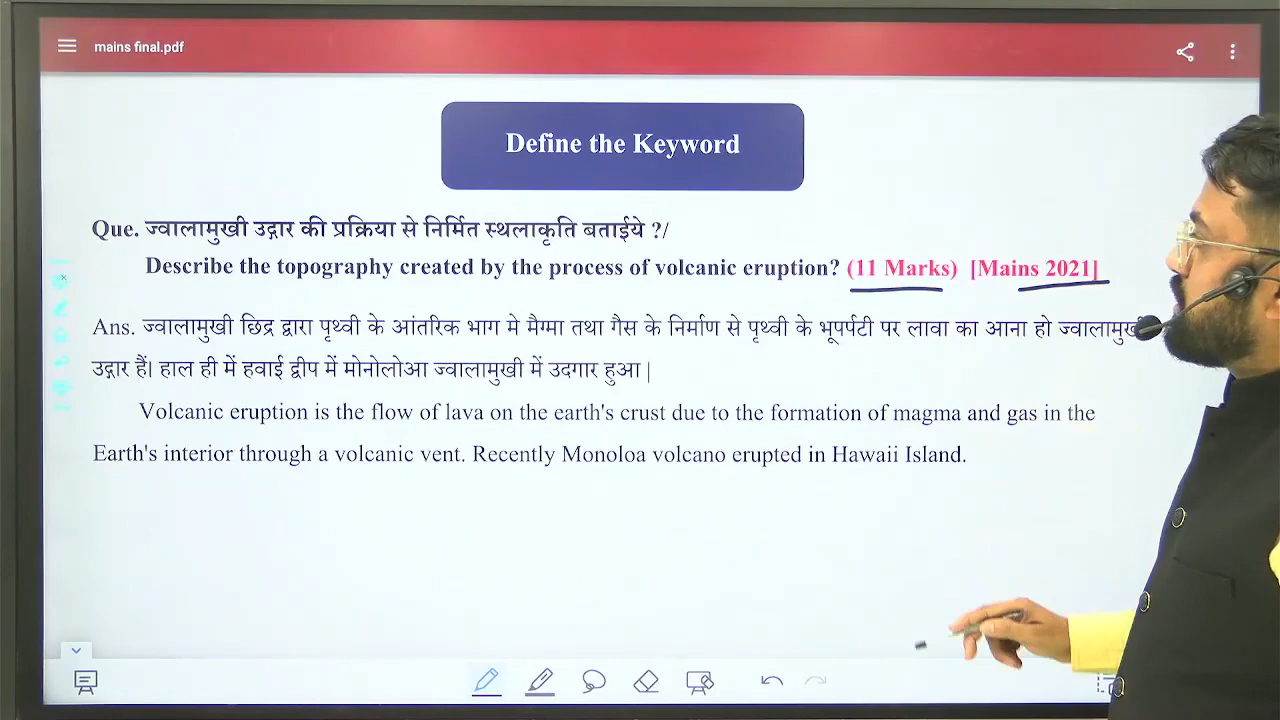 mains final.pdf
Define the Keyword
Que. ज्वालामुखी उद्गार की प्रक्रिया से निर्मित स्थलाकृति बताईये ?/
Describe the topography created by the process of volcanic eruption? (11 Marks) [Mains 2021]
Ans. ज्वालामुखी छिद्र द्वारा पृथ्वी के आंतरिक भाग मे मैग्मा तथा गैस के निर्माण से पृथ्वी के भूपर्पटी पर लावा का आना हो
उद्गार हैं। हाल ही में हवाई द्वीप में मोनोलोआ ज्वालामुखी में उदगार हुआ |
Volcanic eruption is the flow of lava on the earth's crust due to the formation of magma and gas in the
Earth's interior through a volcanic vent. Recently Monoloa volcano erupted in Hawaii Island.